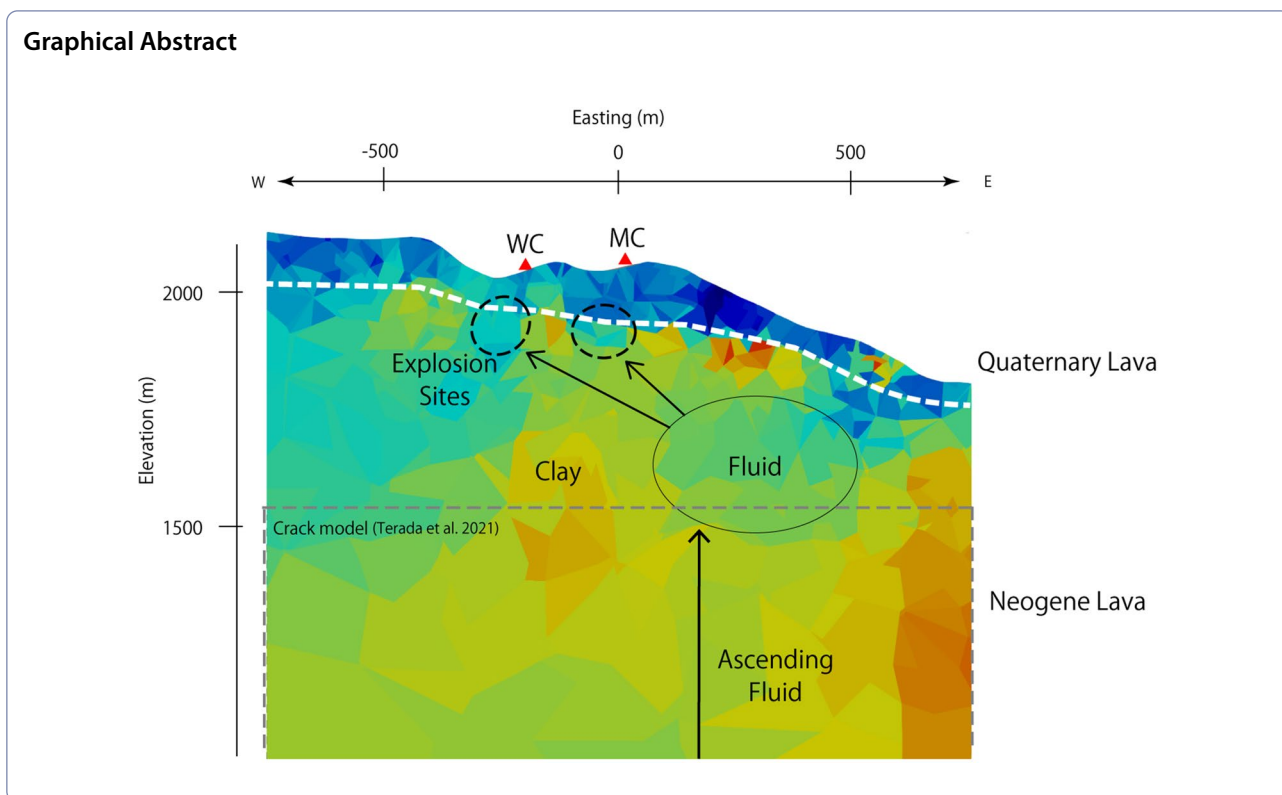 Graphical Abstract
Easting (m)
-500 0 500
W E
WC MC
2000
Explosion
Sites
Quaternary Lava
Elevation (m)
Clay
Fluid
1500
Crack model (Terada et al. 2021)
Neogene Lava
Ascending
Fluid